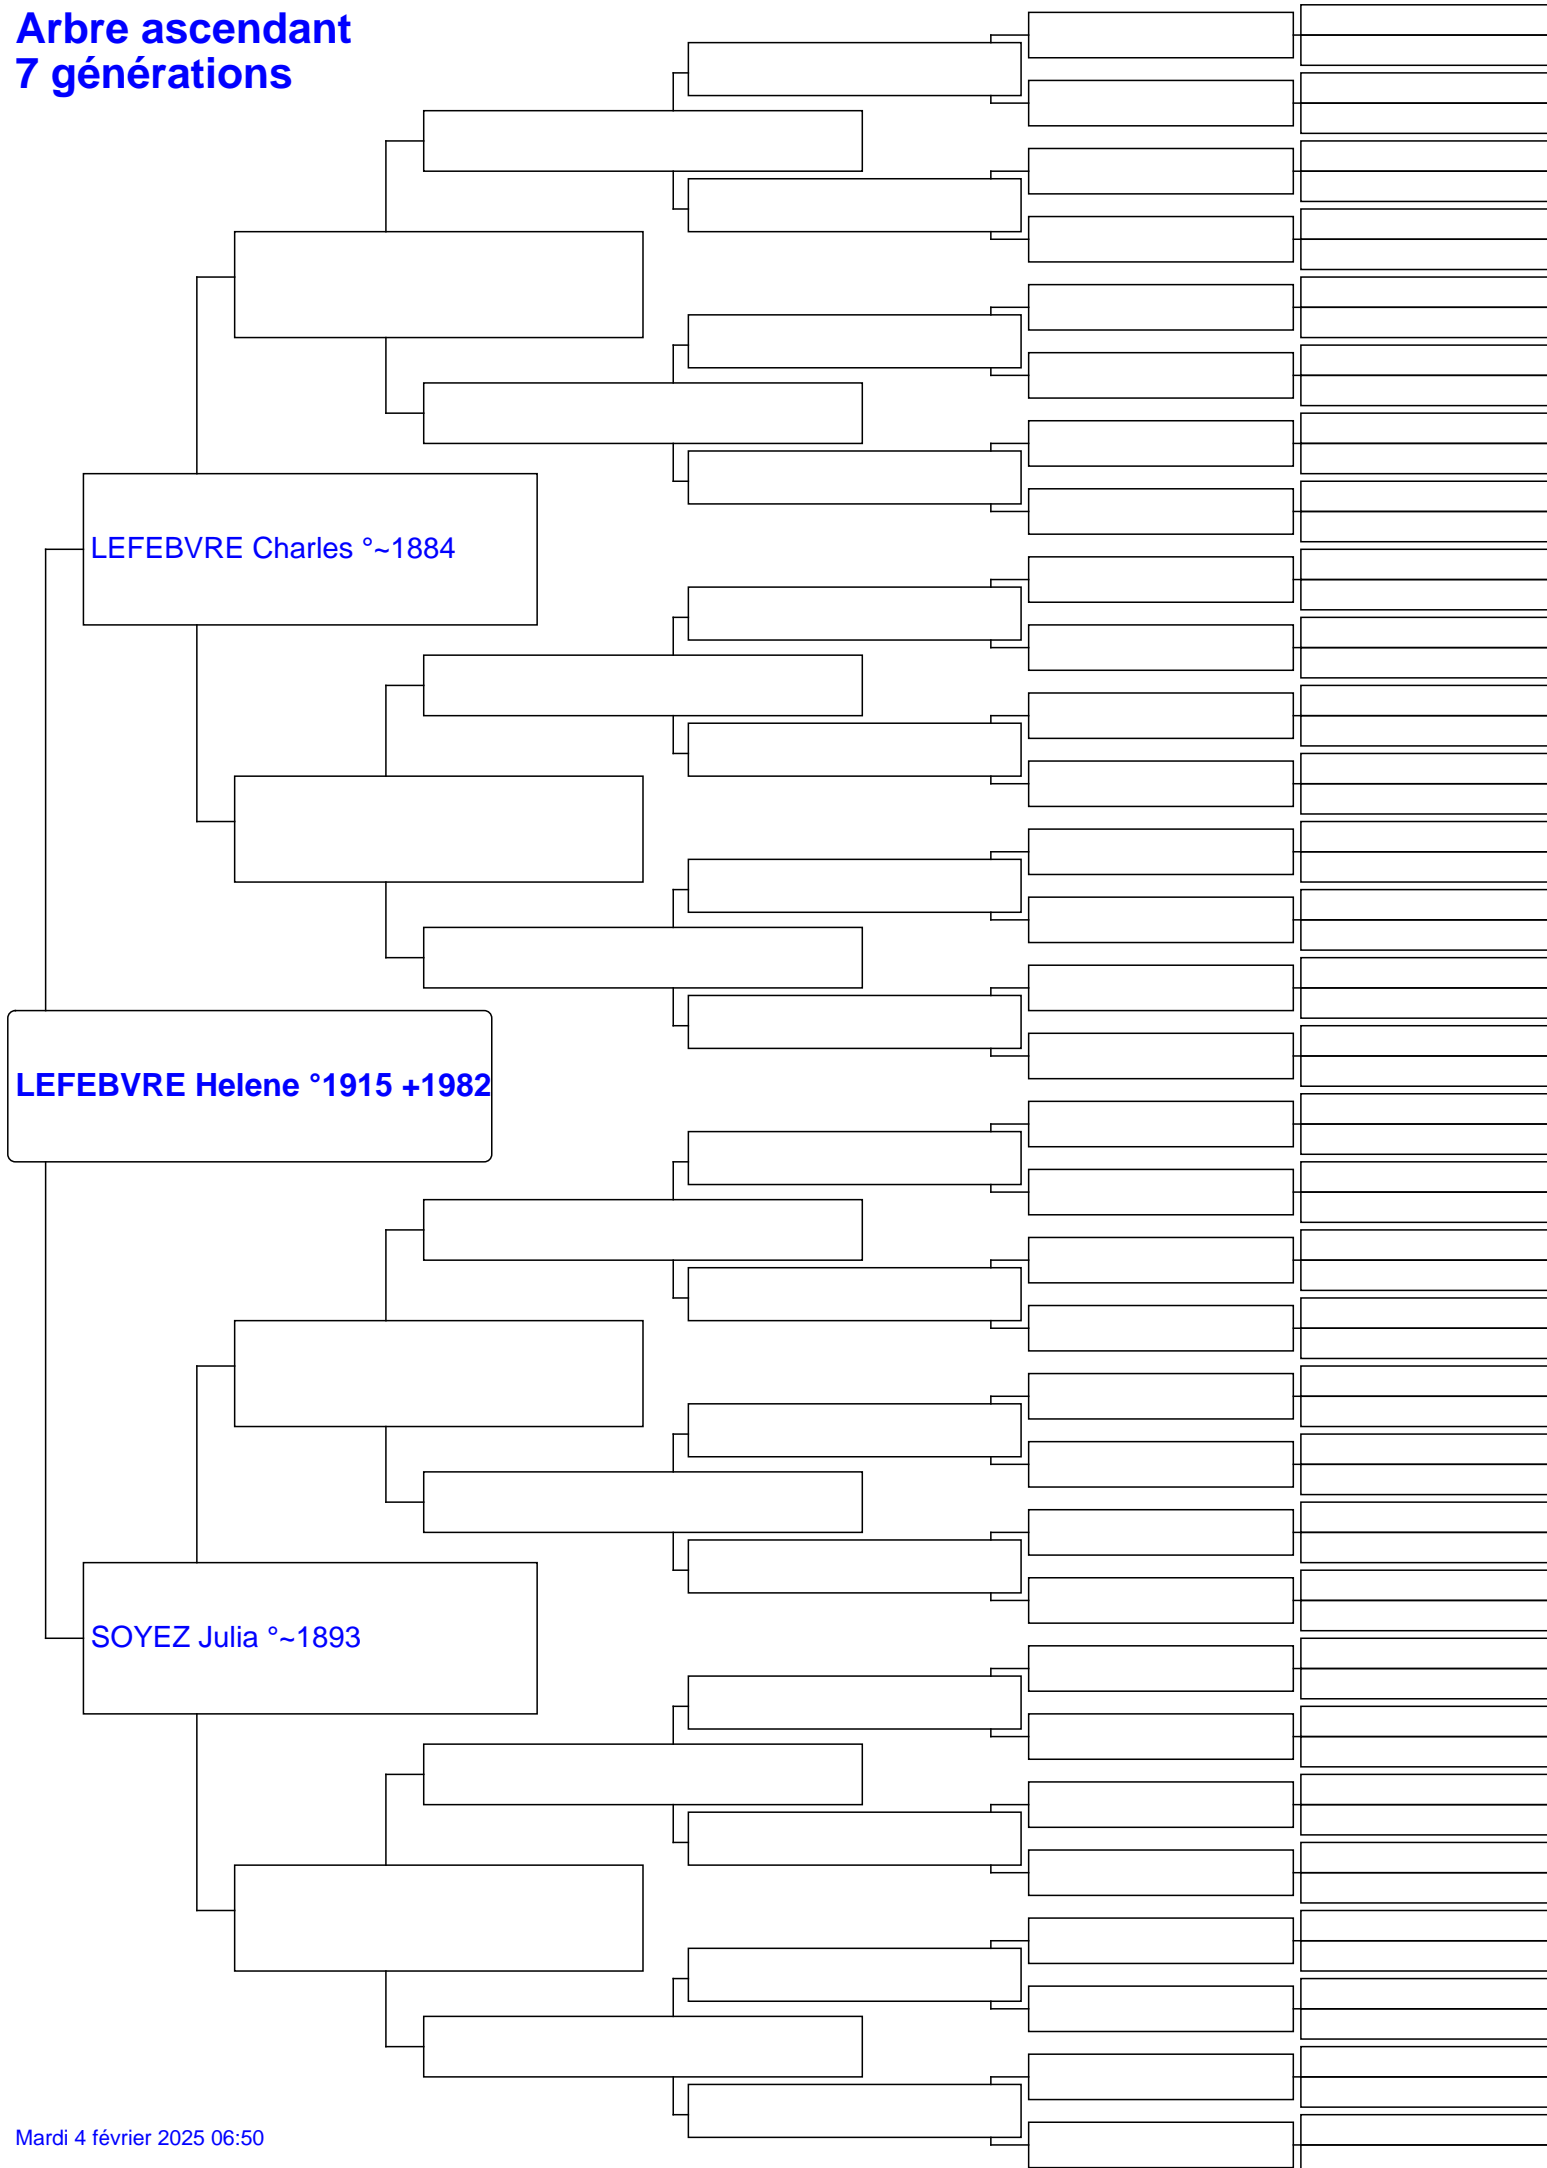 Arbre ascendant
7 générations
LEFEBVRE Charles °~1884
LEFEBVRE Helene °1915 +1982
SOYEZ Julia °~1893
Mardi 4 février 2025 06:50